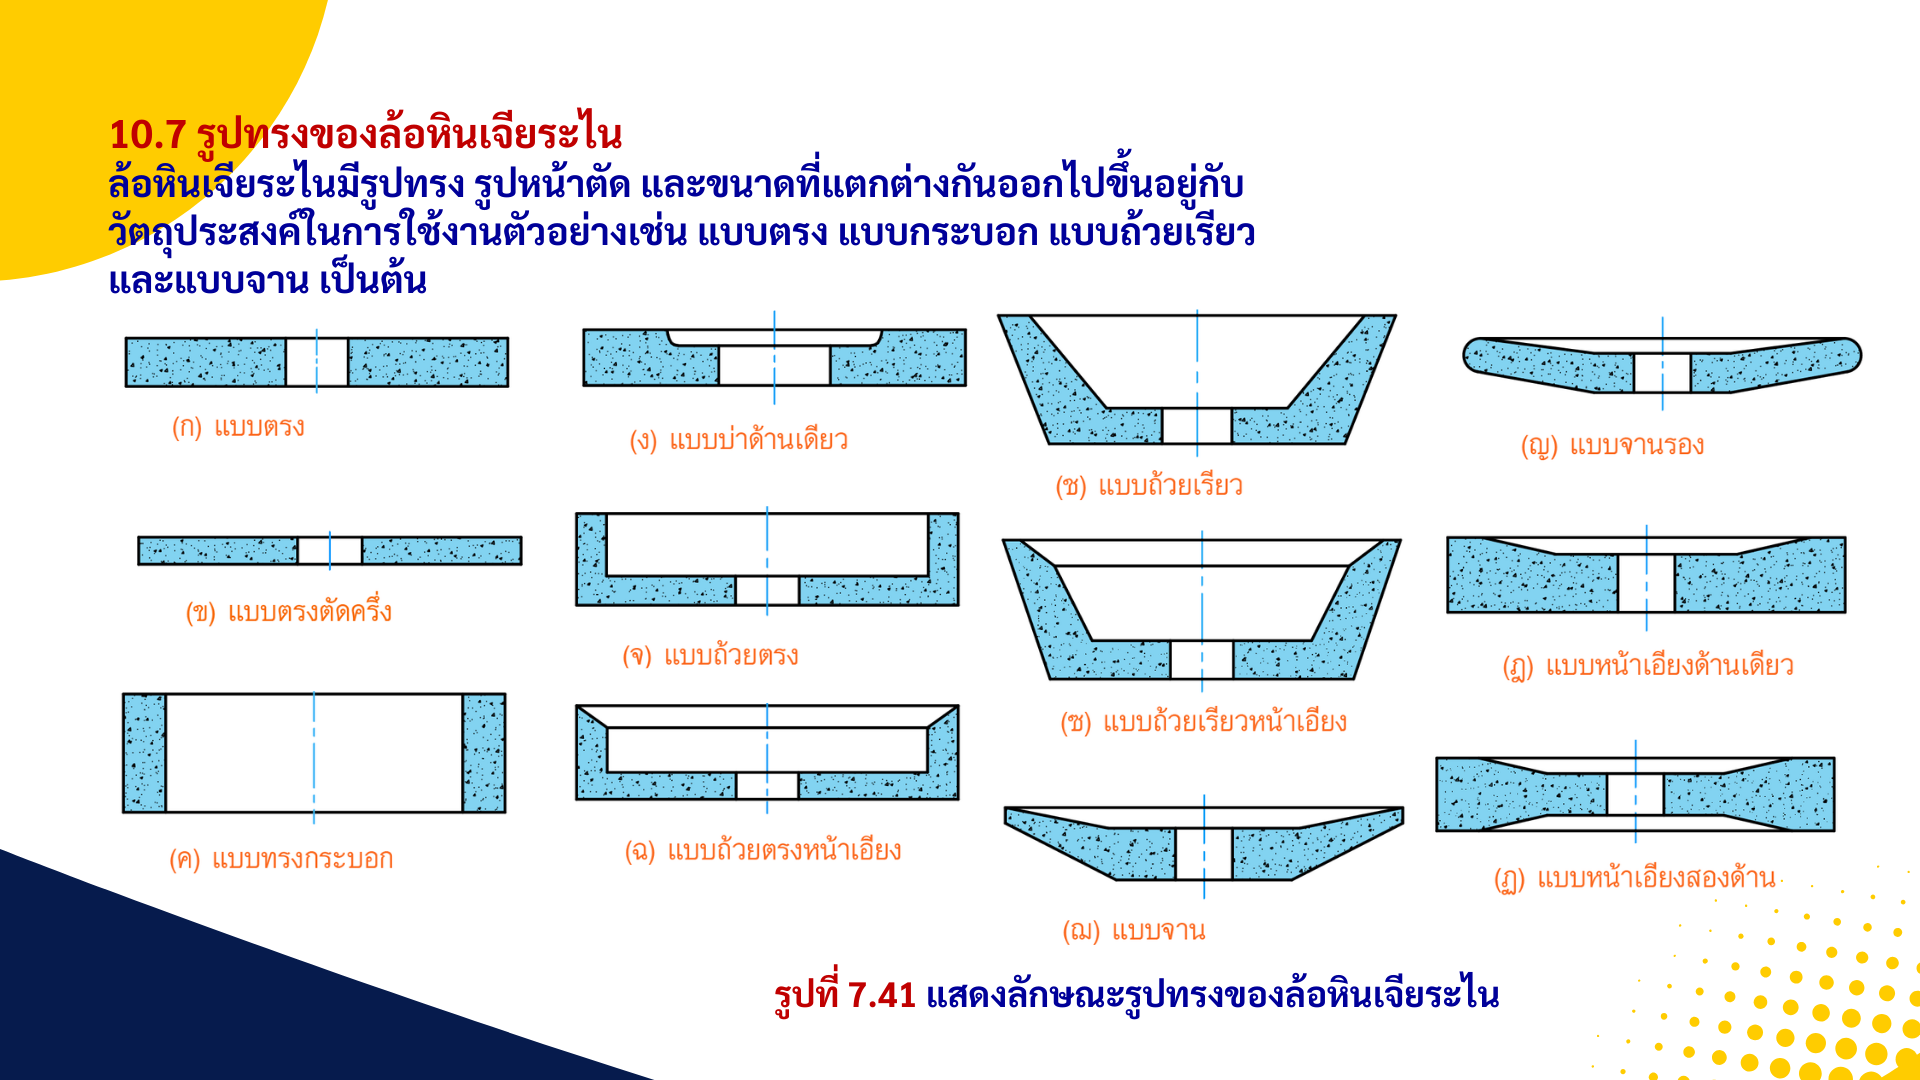 10.7 รูปทรงของล้อหินเจียระไน
ล้อหินเจียระไนมีรูปทรง รูปหน้าตัด และขนาดที่แตกต่างกันออกไปขึ้นอยู่กับ
วัตถุประสงค์ในการใช้งานตัวอย่างเช่น แบบตรง แบบกระบอก แบบถ้วยเรียว
และแบบจาน เป็นต้น
(ก) แบบตรง
(ข) แบบตรงตัดครึ่ง
(ค) แบบทรงกระบอก
(ง) แบบบ่าด้านเดียว
(จ) แบบถ้วยตรง
(ฉ) แบบถ้วยตรงหน้าเอียง
(ช) แบบถ้วยเรียว
(ซ) แบบถ้วยเรียวหน้าเอียง
(ฌ) แบบจาน
(ญ) แบบจานรอง
(ฎ) แบบหน้าเอียงด้านเดียว
(ฏ) แบบหน้าเอียงสองด้าน
รูปที่ 7.41 แสดงลักษณะรูปทรงของล้อหินเจียระไน